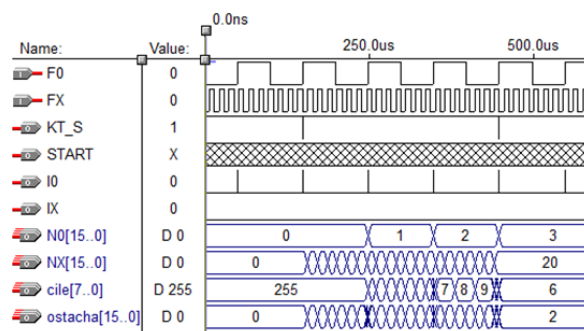 0.0ns
Name: Value: 250.0us 500.0us
F0 0
FX 0
KT_S 1
START X
I0 0
IX 0
N0[15..0] D 0 0 1 2 3
NX[15..0] D 0 0 20
cile[7..0] D 255 255 7 8 9 6
ostacha[15..0] D 0 0 2